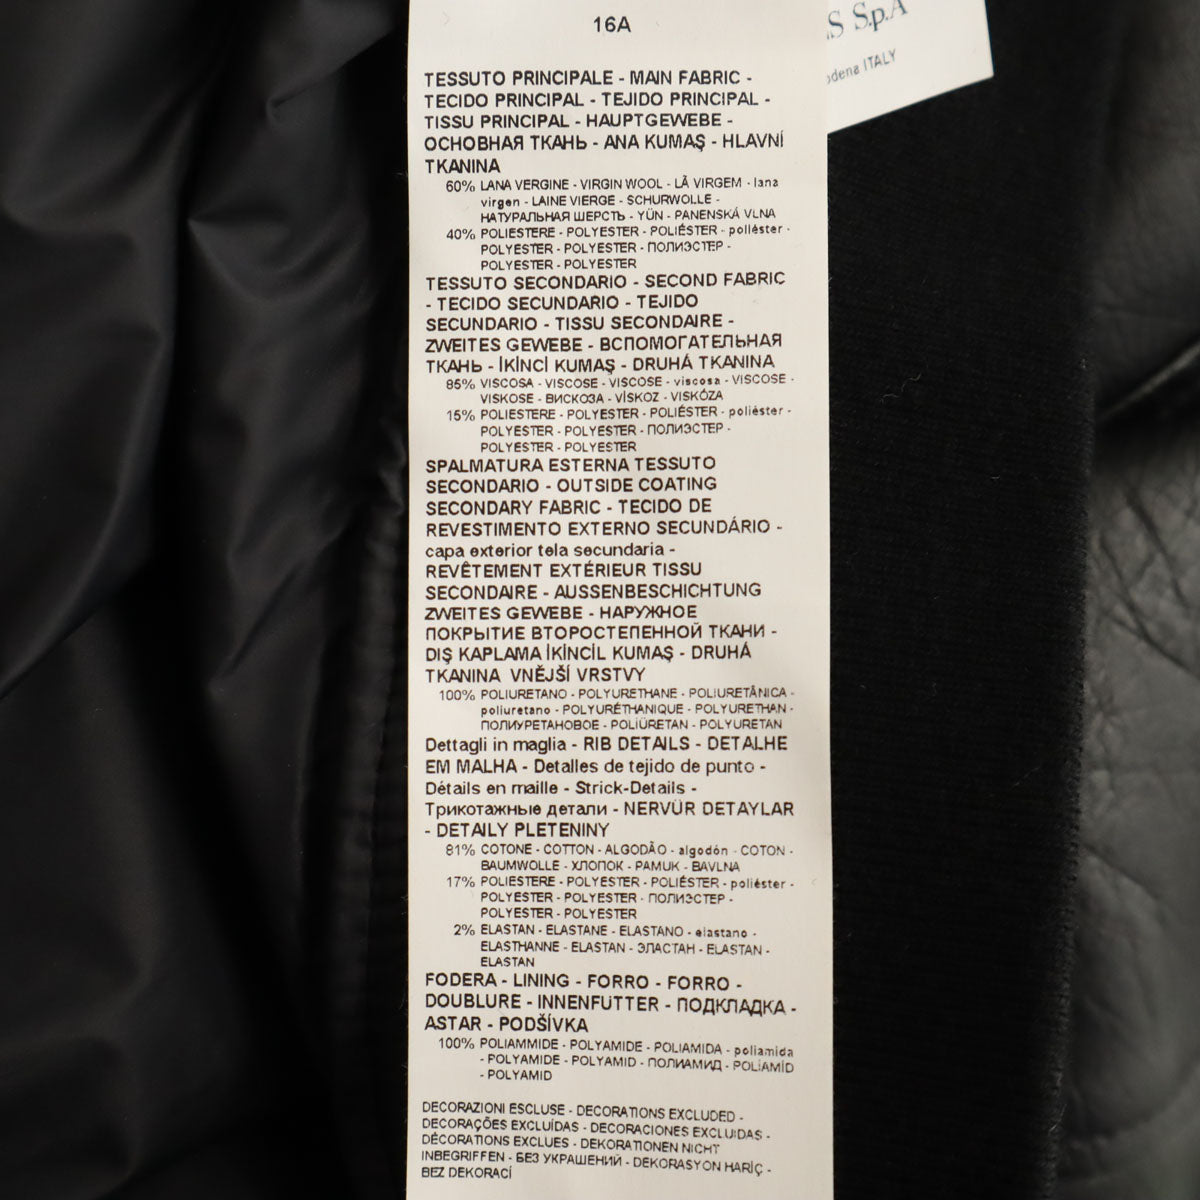 16A
S S.p.A
odena ITALY
TESSUTO PRINCIPALE - MAIN FABRIC -
TECIDO PRINCIPAL - TEJIDO PRINCIPAL -
TISSU PRINCIPAL - HAUPTGEWEBE -
ОСНОВНАЯ ТКАНЬ - ANA KUMAŞ - HLAVNÍ
TKANINA
60% LANA VERGINE - VIRGIN WOOL - LÃ VIRGEM - lana
virgen - LAINE VIERGE - SCHURWOLLE -
НАТУРАЛЬНАЯ ШЕРСТЬ - YÜN - PANENSKÁ VLNA
40% POLIESTERE - POLYESTER - POLIÉSTER - poliéster -
POLYESTER - POLYESTER - ПОЛИЭСТЕР -
POLYESTER - POLYESTER
TESSUTO SECONDARIO - SECOND FABRIC
- TECIDO SECUNDARIO - TEJIDO
SECUNDARIO - TISSU SECONDAIRE -
ZWEITES GEWEBE - ВСПОМОГАТЕЛЬНАЯ
ТКАНЬ - İKİNCİ KUMAŞ - DRUHÁ TKANINA
85% VISCOSA - VISCOSE - VISCOSE - viscosa - VISCOSE -
VISKOSE - ВИСКОЗА - VİSKOZ - VISKÓZA
15% POLIESTERE - POLYESTER - POLIÉSTER - poliéster -
POLYESTER - POLYESTER - ПОЛИЭСТЕР -
POLYESTER - POLYESTER
SPALMATURA ESTERNA TESSUTO
SECONDARIO - OUTSIDE COATING
SECONDARY FABRIC - TECIDO DE
REVESTIMENTO EXTERNO SECUNDÁRIO -
capa exterior tela secundaria -
REVÊTEMENT EXTÉRIEUR TISSU
SECONDAIRE - AUSSENBESCHICHTUNG
ZWEITES GEWEBE - НАРУЖНОЕ
ПОКРЫТИЕ ВТОРОСТЕПЕННОЙ ТКАНИ -
DIŞ KAPLAMA İKİNCİL KUMAŞ - DRUHÁ
TKANINA VNĚJŠÍ VRSTVY
100% POLIURETANO - POLYURETHANE - POLIURETÂNICA -
poliuretano - POLYURÉTHANIQUE - POLYURETHAN -
ПОЛИУРЕТАНОВОЕ - POLİÜRETAN - POLYURETAN
Dettagli in maglia - RIB DETAILS - DETALHE
EM MALHA - Detalles de tejido de punto -
Détails en maille - Strick-Details -
Трикотажные детали - NERVÜR DETAYLAR
- DETAILY PLETENINY
81% COTONE - COTTON - ALGODÃO - algodón - COTON -
BAUMWOLLE - ХЛОПОК - PAMUK - BAVLNA
17% POLIESTERE - POLYESTER - POLIÉSTER - poliéster -
POLYESTER - POLYESTER - ПОЛИЭСТЕР -
POLYESTER - POLYESTER
2% ELASTAN - ELASTANE - ELASTANO - elastano -
ELASTHANNE - ELASTAN - ЭЛАСТАН - ELASTAN -
ELASTAN
FODERA - LINING - FORRO - FORRO -
DOUBLURE - INNENFUTTER - ПОДКЛАДКА -
ASTAR - PODŠÍVKA
100% POLIAMMIDE - POLYAMIDE - POLIAMIDA - poliamida
- POLYAMIDE - POLYAMID - ПОЛИАМИД - POLİAMİD
- POLYAMID
DECORAZIONI ESCLUSE - DECORATIONS EXCLUDED -
DECORAÇÕES EXCLUÍDAS - DECORACIONES EXCLUIDAS -
DÉCORATIONS EXCLUES - DEKORATIONEN NICHT
INBEGRIFFEN - БЕЗ УКРАШЕНИЙ - DEKORASYON HARİÇ -
BEZ DEKORACÍ